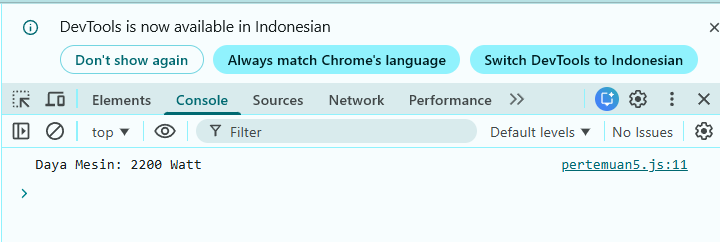 DevTools is now available in Indonesian
Don't show again Always match Chrome's language Switch DevTools to Indonesian
Elements Console Sources Network Performance
top Filter Default levels No Issues
Daya Mesin: 2200 Watt pertemuan5.js:11